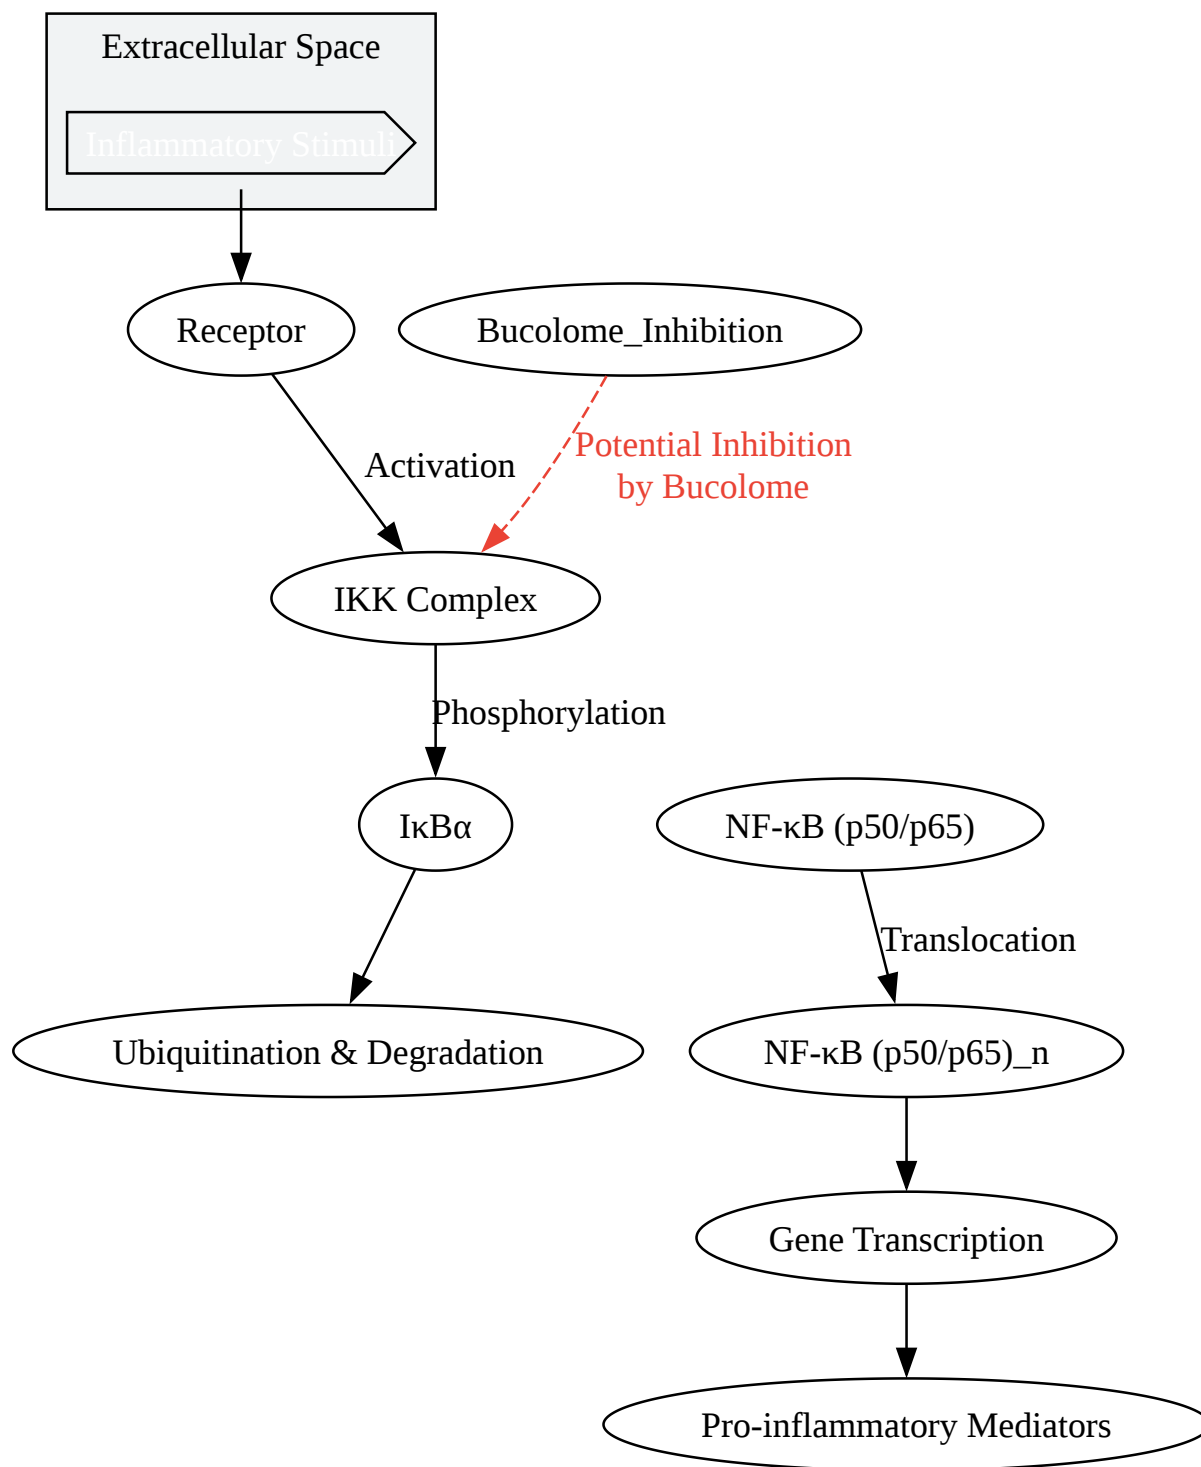 Extracellular Space
Inflammatory Stimuli
Receptor
Bucolome_Inhibition
Activation
Potential Inhibition
by Bucolome
IKK Complex
Phosphorylation
IκBα
NF-κB (p50/p65)
Translocation
Ubiquitination & Degradation
NF-κB (p50/p65)_n
Gene Transcription
Pro-inflammatory Mediators